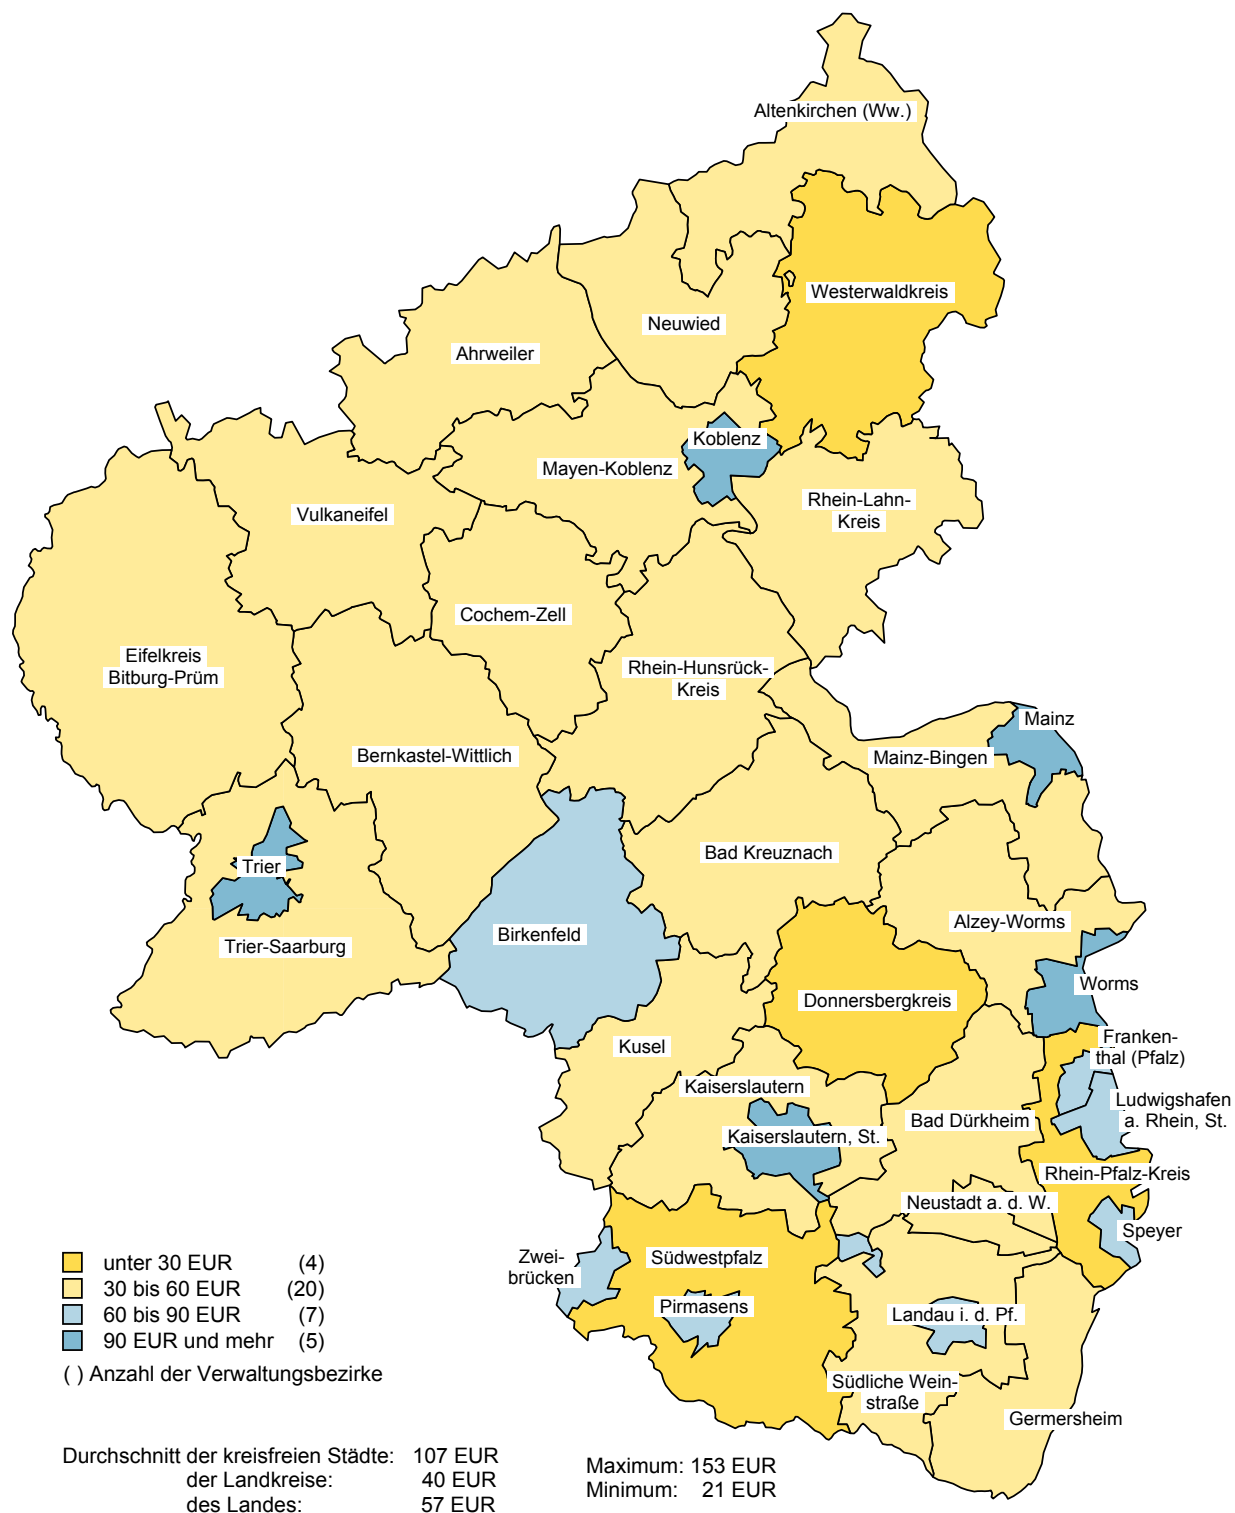 Altenkirchen (Ww.)
Westerwaldkreis
Neuwied
Ahrweiler
Koblenz
Mayen-Koblenz
Rhein-Lahn-
Kreis
Vulkaneifel
Cochem-Zell
Eifelkreis
Bitburg-Prüm
Rhein-Hunsrück-
Kreis
Mainz
Bernkastel-Wittlich
Mainz-Bingen
Bad Kreuznach
Trier
Alzey-Worms
Birkenfeld
Trier-Saarburg
Worms
Donnersbergkreis
Franken-
thal (Pfalz)
Kusel
Kaiserslautern
Ludwigshafen
a. Rhein, St.
Bad Dürkheim
Kaiserslautern, St.
Rhein-Pfalz-Kreis
Neustadt a. d. W.
Speyer
Zwei-
brücken
Südwestpfalz
Pirmasens
Landau i. d. Pf.
Südliche Wein-
straße
Germersheim
unter 30 EUR (4)
30 bis 60 EUR (20)
60 bis 90 EUR (7)
90 EUR und mehr (5)
( ) Anzahl der Verwaltungsbezirke
Durchschnitt der kreisfreien Städte: 107 EUR
der Landkreise: 40 EUR
des Landes: 57 EUR
Maximum: 153 EUR
Minimum: 21 EUR